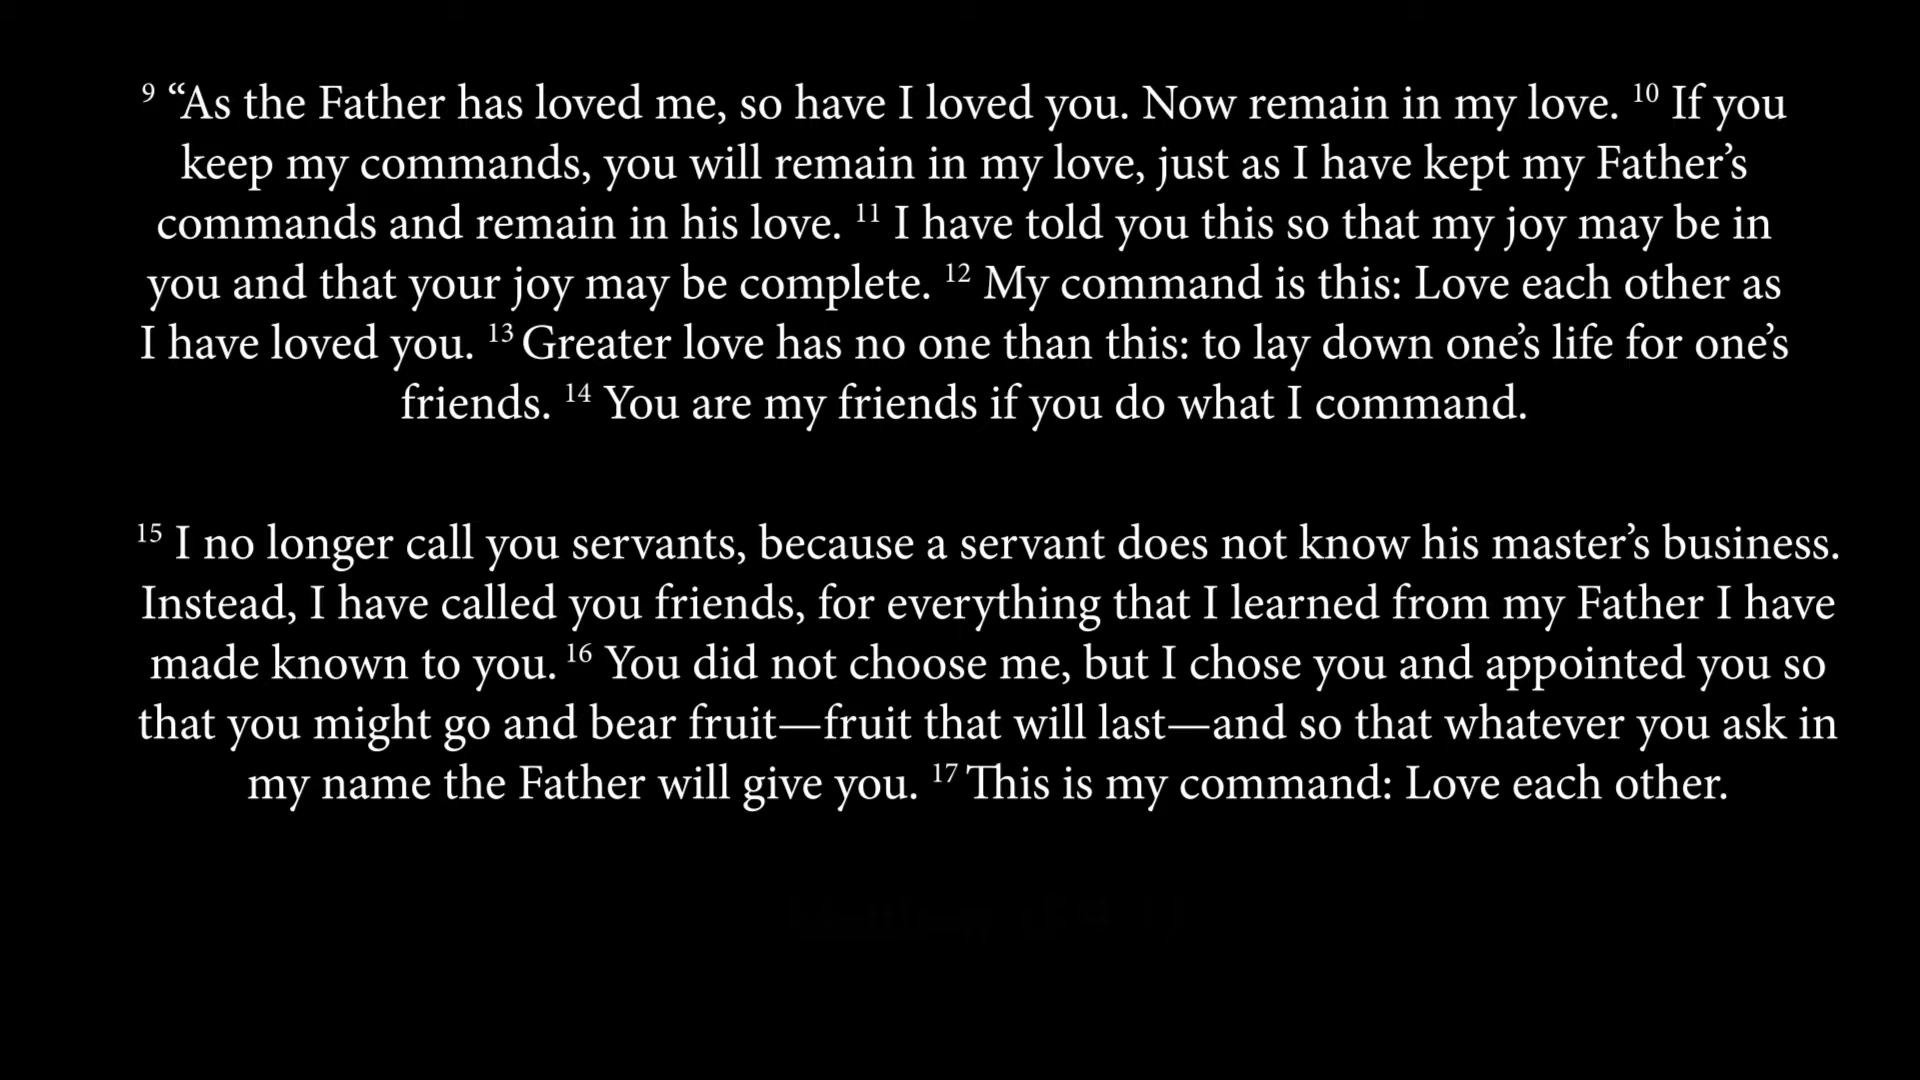 9 “As the Father has loved me, so have I loved you. Now remain in my love. 10 If you
keep my commands, you will remain in my love, just as I have kept my Father’s
commands and remain in his love. 11 I have told you this so that my joy may be in
you and that your joy may be complete. 12 My command is this: Love each other as
I have loved you. 13 Greater love has no one than this: to lay down one’s life for one’s
friends. 14 You are my friends if you do what I command.
15 I no longer call you servants, because a servant does not know his master’s business.
Instead, I have called you friends, for everything that I learned from my Father I have
made known to you. 16 You did not choose me, but I chose you and appointed you so
that you might go and bear fruit—fruit that will last—and so that whatever you ask in
my name the Father will give you. 17 This is my command: Love each other.